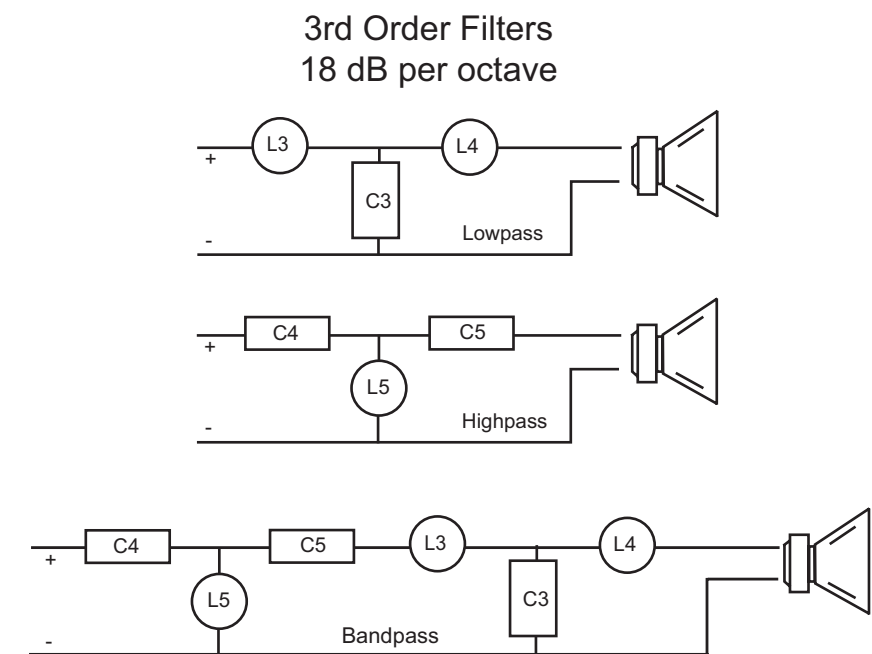 3rd Order Filters
18 dB per octave
L3
L4
+
C3
-
Lowpass
C4
C5
+
L5
-
Highpass
C4
C5
L3
L4
+
L5
C3
-
Bandpass